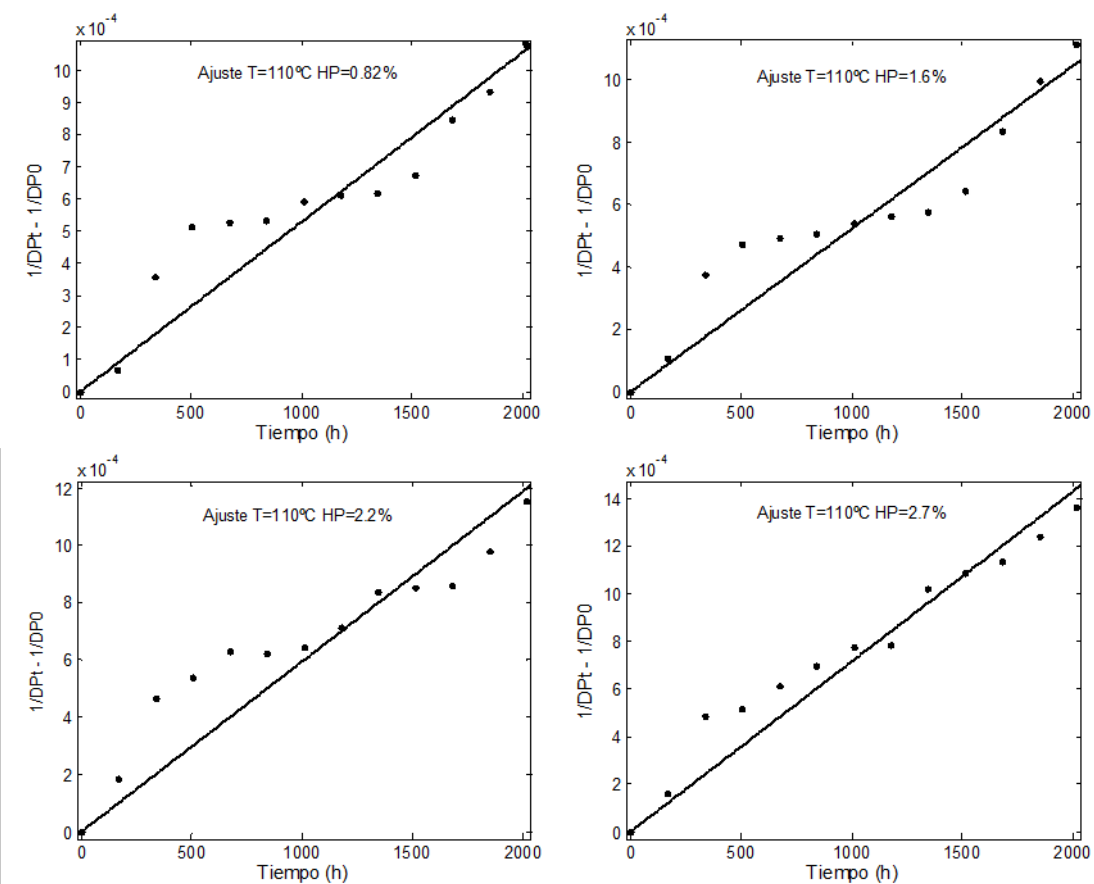 x 10⁻⁴
Ajuste T=110ºC HP=0.82%
10
9
8
7
6
5
4
3
2
1
0
1/DPt - 1/DP0
0 500 1000 1500 2000
Tiempo (h)
x 10⁻⁴
Ajuste T=110ºC HP=1.6%
10
8
6
4
2
0
1/DPt - 1/DP0
0 500 1000 1500 2000
Tiempo (h)
x 10⁻⁴
12
Ajuste T=110ºC HP=2.2%
10
8
6
4
2
0
1/DPt - 1/DP0
0 500 1000 1500 2000
Tiempo (h)
x 10⁻⁴
14
Ajuste T=110ºC HP=2.7%
12
10
8
6
4
2
0
1/DPt - 1/DP0
0 500 1000 1500 2000
Tiempo (h)